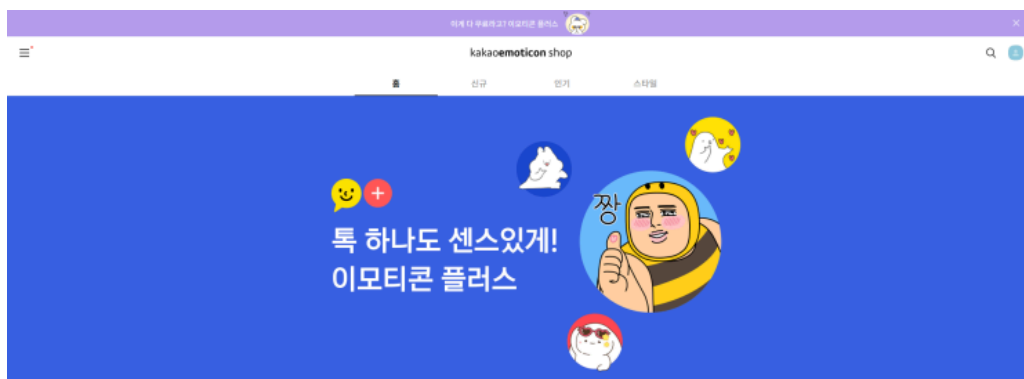 이게 다 무료라고? 이모티콘 플러스
kakaoemoticon shop
홈
신규
인기
스타일
짱
톡 하나도 센스있게!
이모티콘 플러스